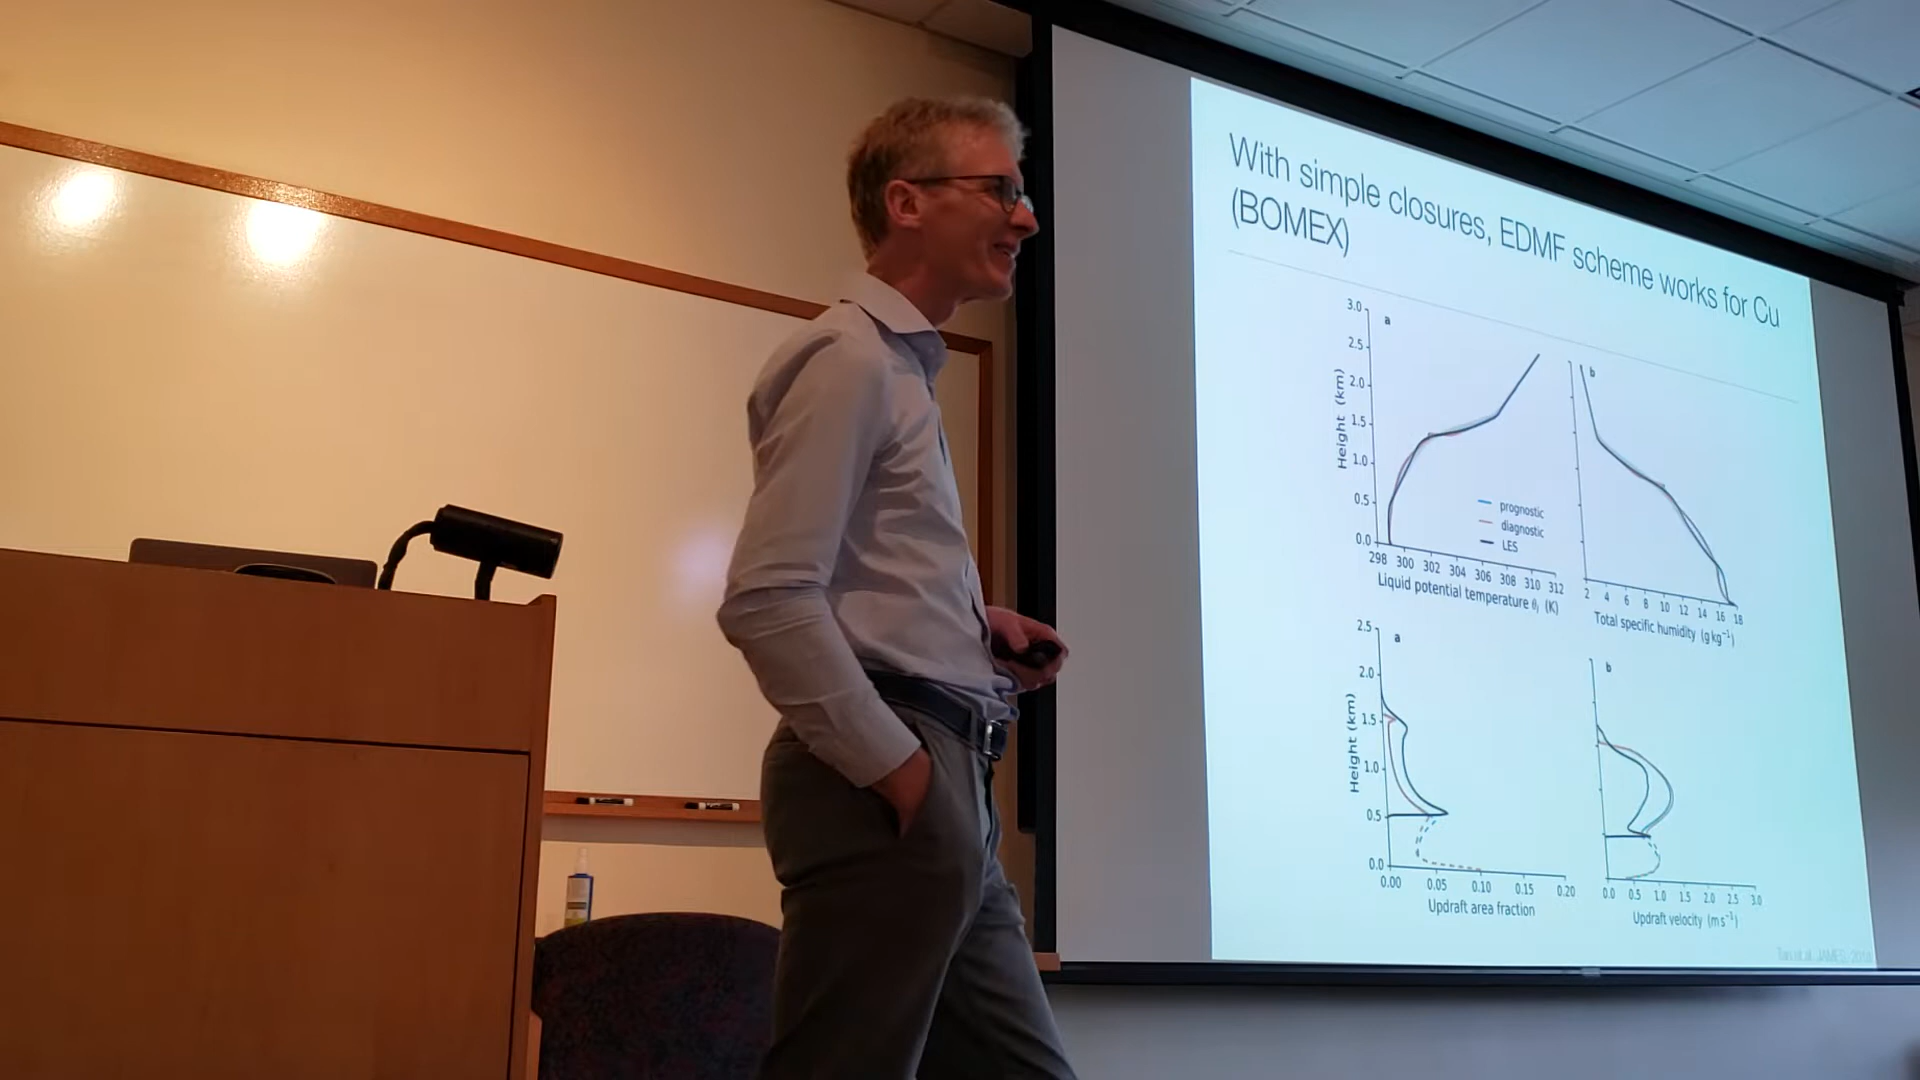 With simple closures, EDMF scheme works for Cu
(BOMEX)
3.0
a
2.5
2.0
1.5
1.0
0.5
0.0
Height (km)
prognostic
diagnostic
LES
298 300 302 304 306 308 310 312
Liquid potential temperature θl (K)
b
2 4 6 8 10 12 14 16 18
Total specific humidity (g kg⁻¹)
2.5
a
2.0
1.5
1.0
0.5
0.0
Height (km)
0.00 0.05 0.10 0.15 0.20
Updraft area fraction
b
0.0 0.5 1.0 1.5 2.0 2.5 3.0
Updraft velocity (m s⁻¹)